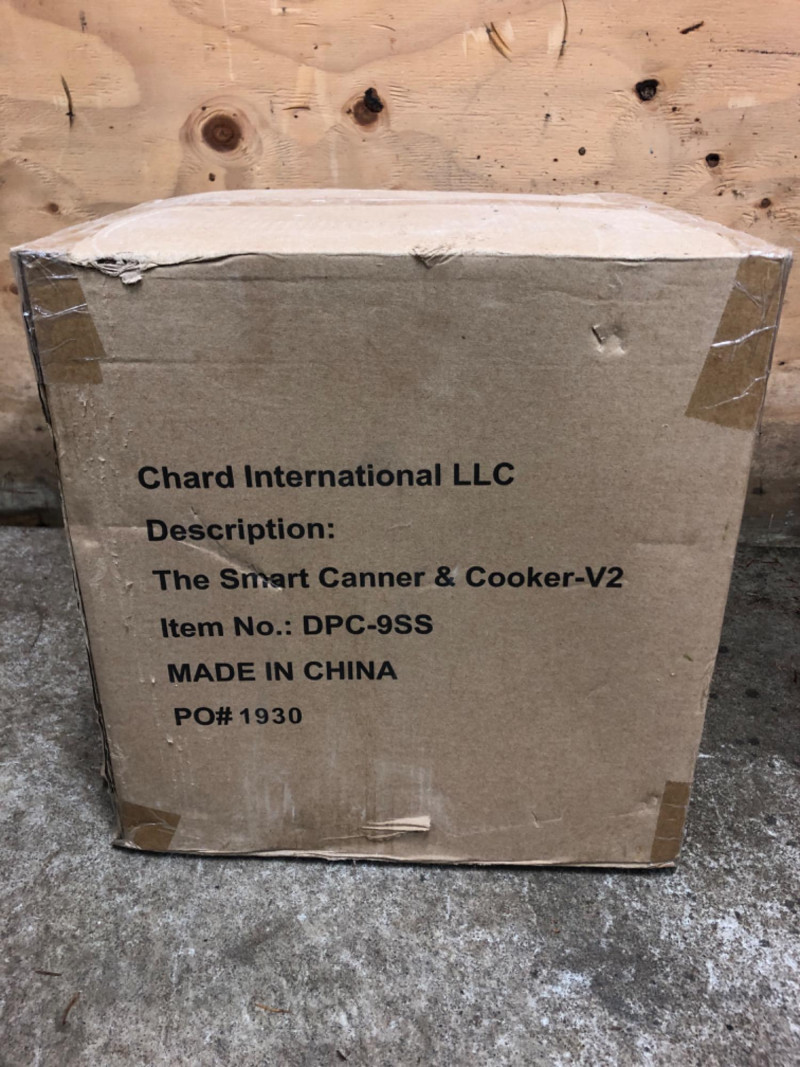 Chard International LLC
Description:
The Smart Canner & Cooker-V2
Item No.: DPC-9SS
MADE IN CHINA
PO# 1930